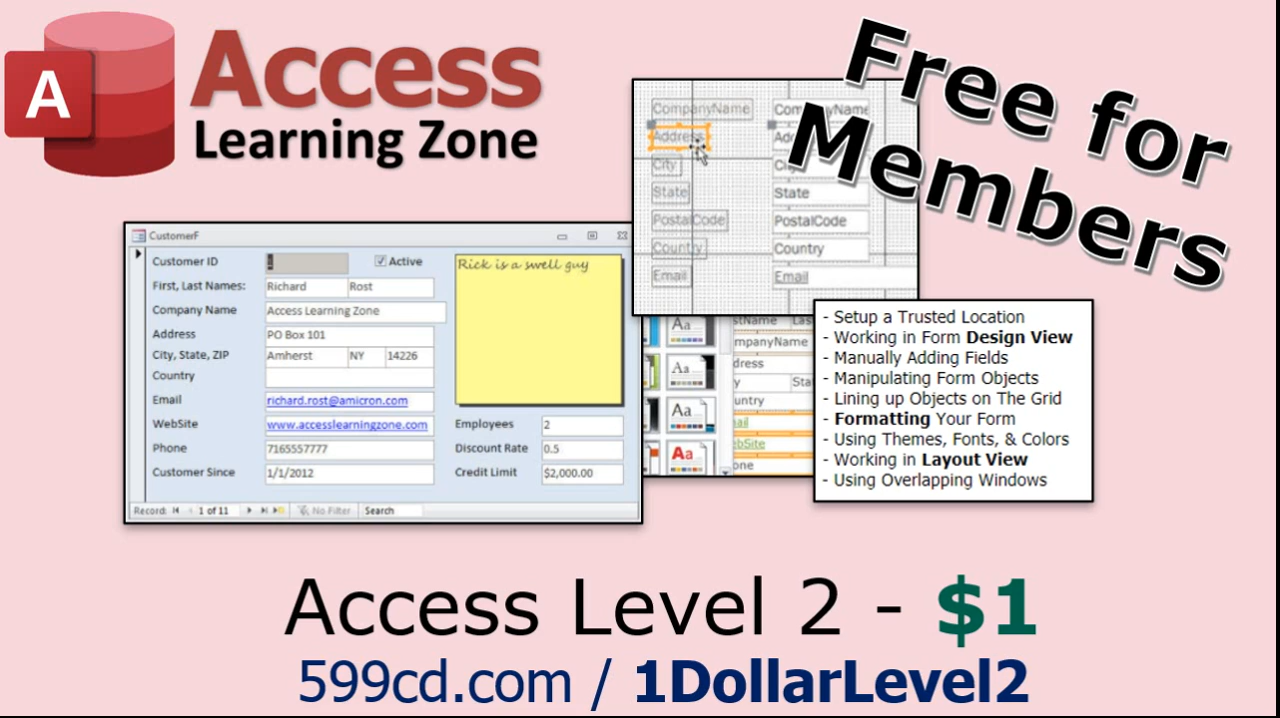 A
Access
Learning Zone
Free for
Members
CompanyName CompanyName
Address
City
State State
PostalCode PostalCode
Country Country
Email Email
CustomerF
Customer ID Active
First, Last Names: Richard Rost
Company Name Access Learning Zone
Address PO Box 101
City, State, ZIP Amherst NY 14226
Country
Email richard.rost@amicron.com
WebSite www.accesslearningzone.com
Phone 7165557777
Customer Since 1/1/2012
Rick is a swell guy
Employees 2
Discount Rate 0.5
Credit Limit $2,000.00
Record: 1 of 11 No Filter Search
Aa
Aa
Aa
Aa
- Setup a Trusted Location
- Working in Form Design View
- Manually Adding Fields
- Manipulating Form Objects
- Lining up Objects on The Grid
- Formatting Your Form
- Using Themes, Fonts, & Colors
- Working in Layout View
- Using Overlapping Windows
Access Level 2 - $1
599cd.com / 1DollarLevel2